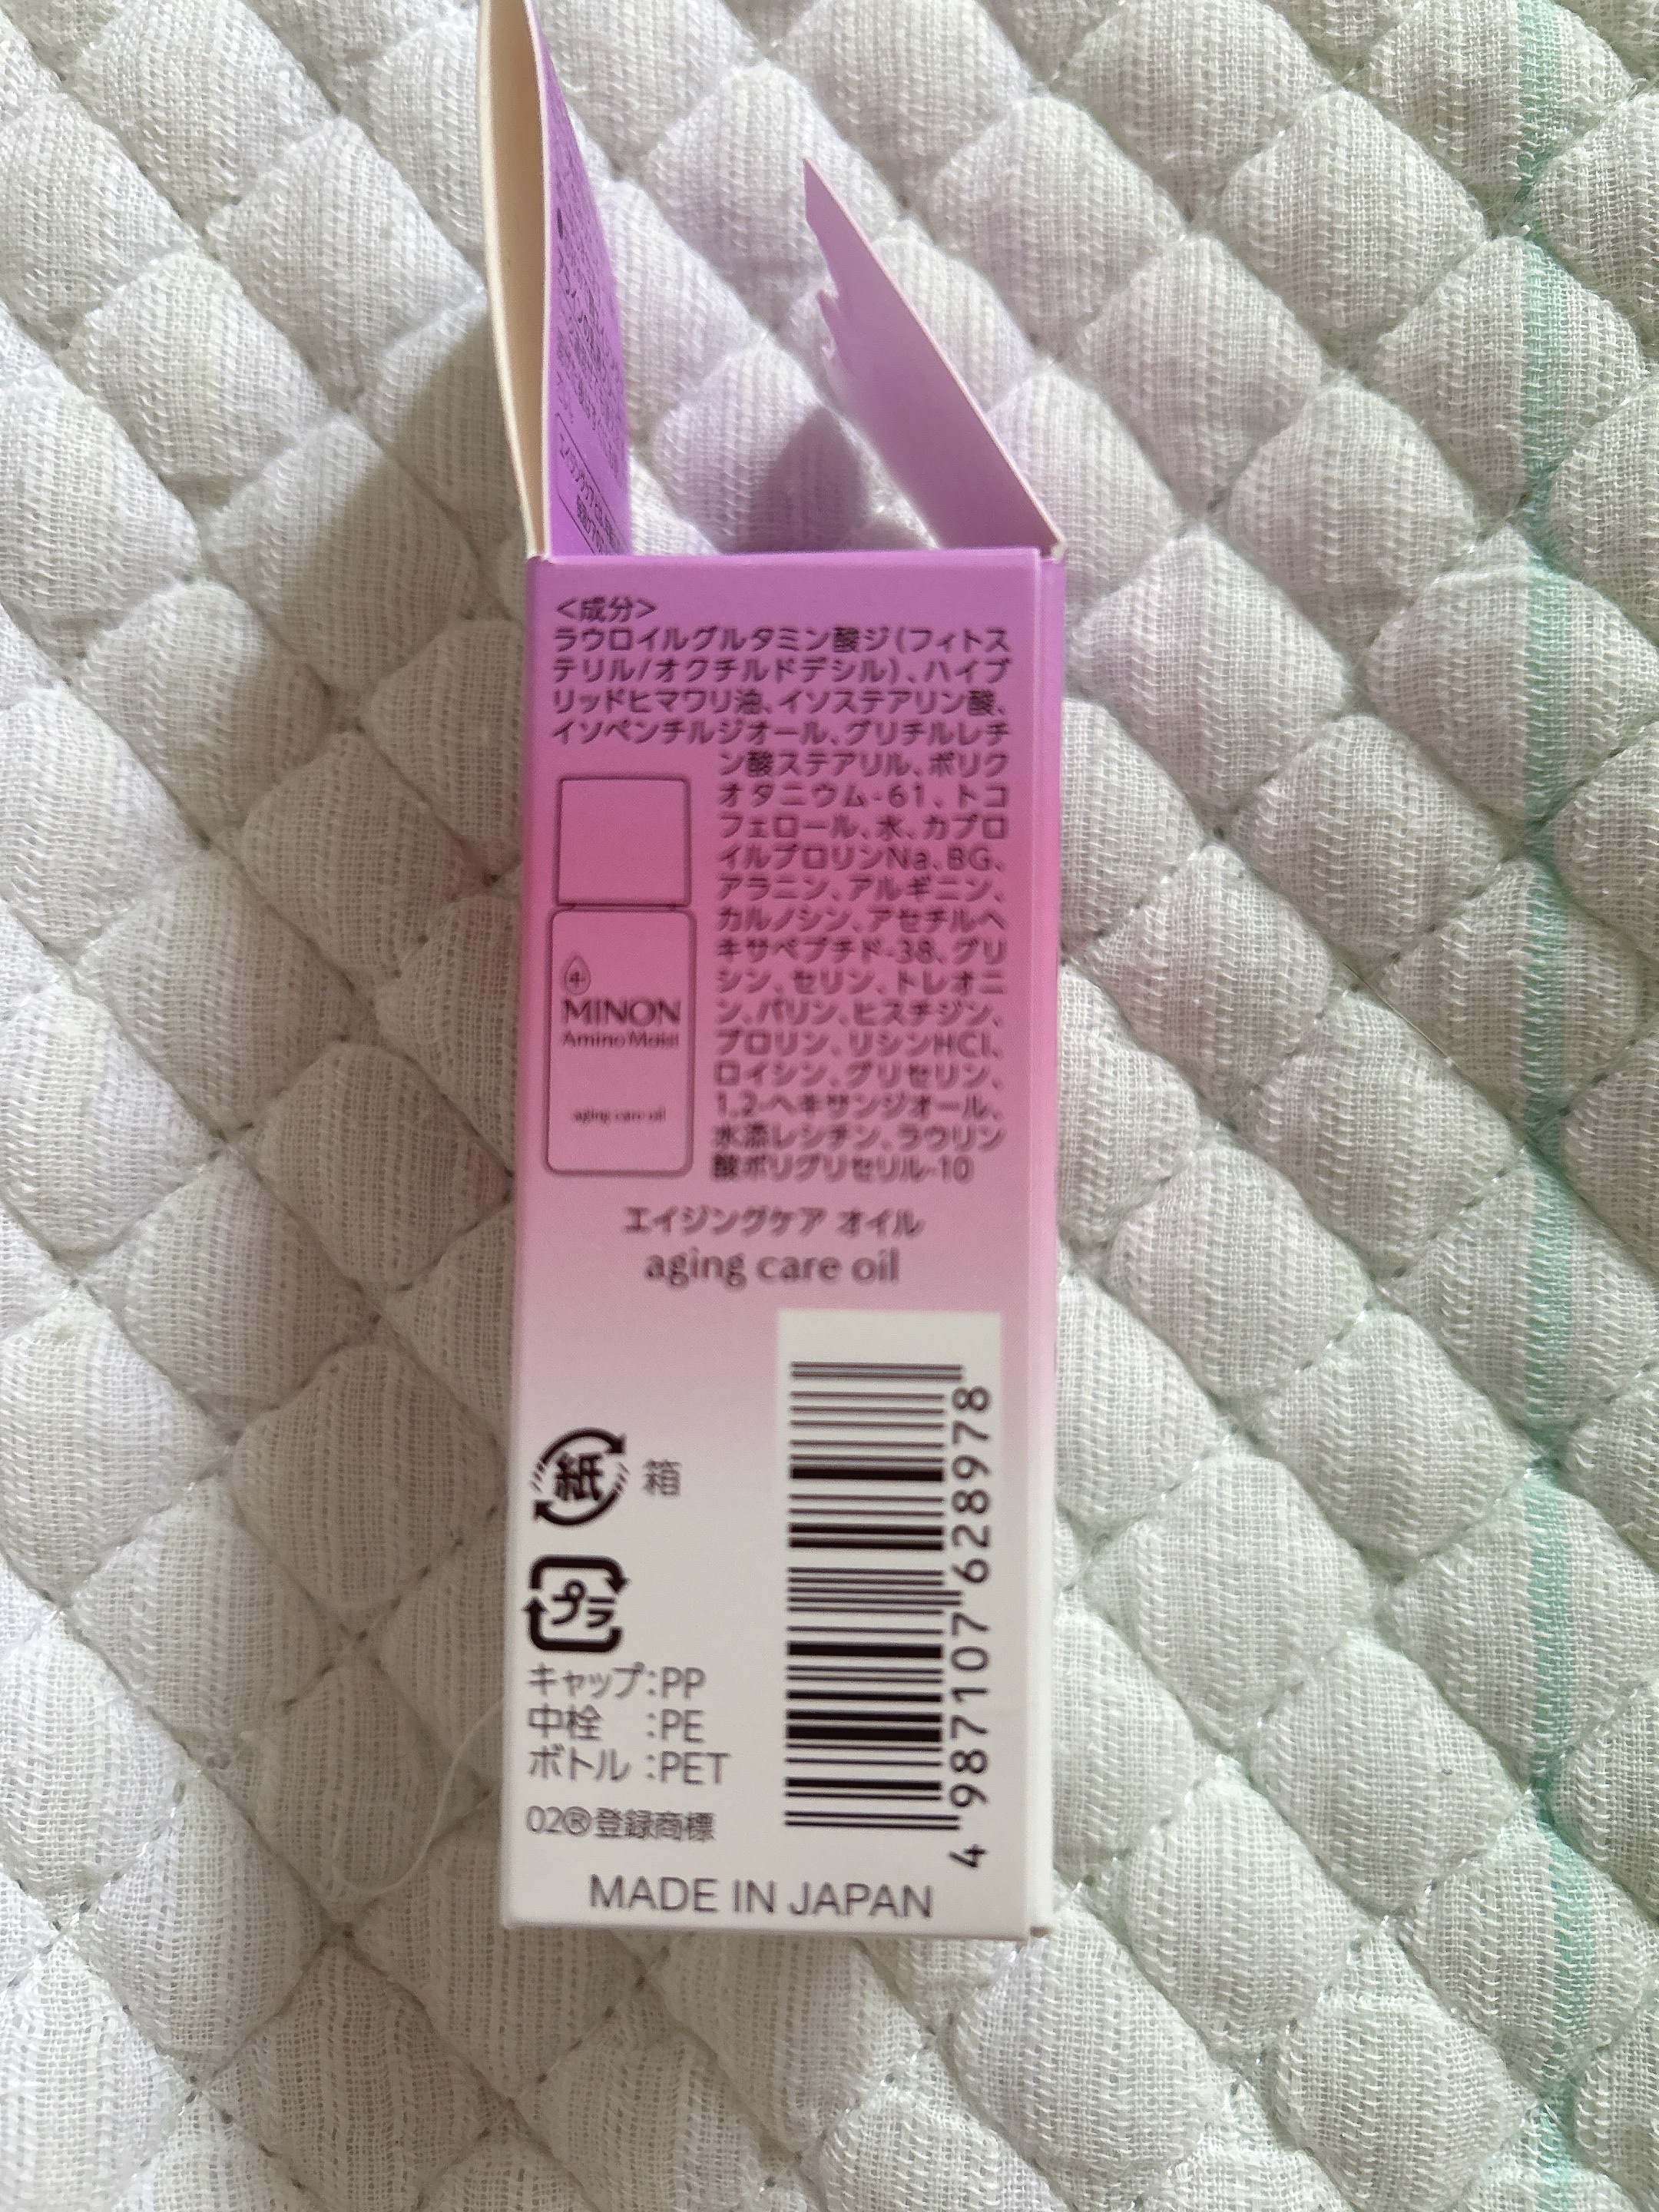 <成分>
ラウロイルグルタミン酸ジ(フィトス
テリル/オクチルドデシル)、ハイブ
リッドヒマワリ油、イソステアリン酸、
イソペンチルジオール、グリチルレチ
ン酸ステアリル、ポリク
オタニウム-61、トコ
フェロール、水、カプロ
イルプロリンNa、BG、
アラニン、アルギニン、
カルノシン、アセチルヘ
キサペプチド-38、グリ
シン、セリン、トレオニ
ン、バリン、ヒスチジン、
プロリン、リシンHCl、
ロイシン、グリセリン、
1,2-ヘキサンジオール、
水添レシチン、ラウリン
酸ポリグリセリル-10
MINON
Amino Moist
aging care oil
エイジングケア オイル
aging care oil
紙 箱
プラ
キャップ:PP
中栓 :PE
ボトル :PET
02®登録商標
4 987107 628978
MADE IN JAPAN